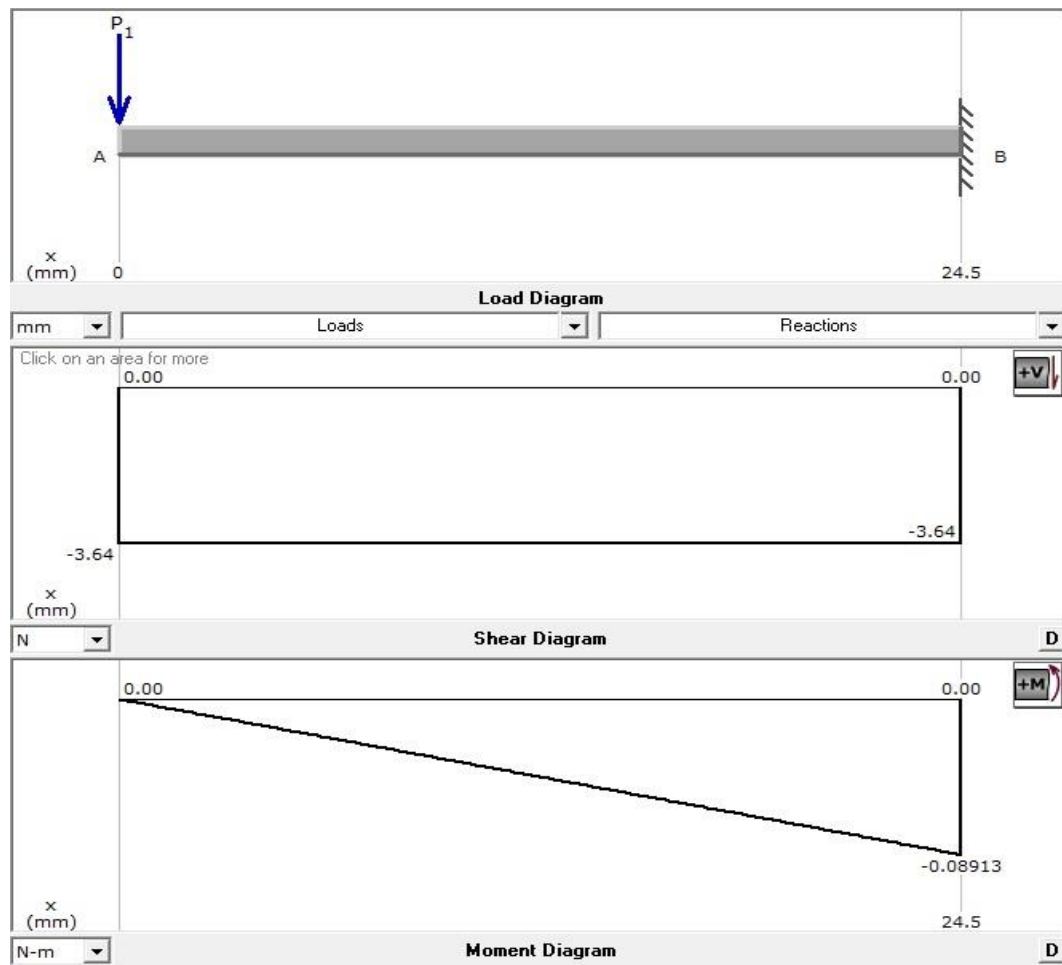 P1
A
B
x
(mm)
0
24.5
Load Diagram
mm
Loads
Reactions
Click on an area for more
0.00
0.00
+V
-3.64
-3.64
x
(mm)
N
Shear Diagram
D
0.00
0.00
+M
-0.08913
x
(mm)
24.5
N-m
Moment Diagram
D